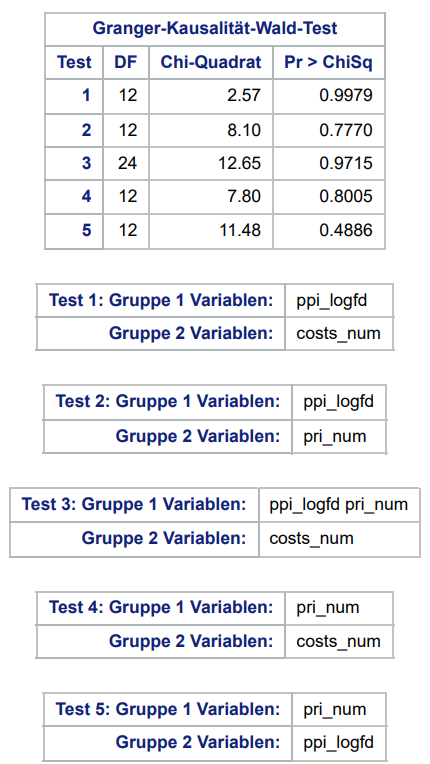 Granger-Kausalität-Wald-Test
Test DF Chi-Quadrat Pr > ChiSq
1 12 2.57 0.9979
2 12 8.10 0.7770
3 24 12.65 0.9715
4 12 7.80 0.8005
5 12 11.48 0.4886
Test 1: Gruppe 1 Variablen: ppi_logfd
Gruppe 2 Variablen: costs_num
Test 2: Gruppe 1 Variablen: ppi_logfd
Gruppe 2 Variablen: pri_num
Test 3: Gruppe 1 Variablen: ppi_logfd pri_num
Gruppe 2 Variablen: costs_num
Test 4: Gruppe 1 Variablen: pri_num
Gruppe 2 Variablen: costs_num
Test 5: Gruppe 1 Variablen: pri_num
Gruppe 2 Variablen: ppi_logfd